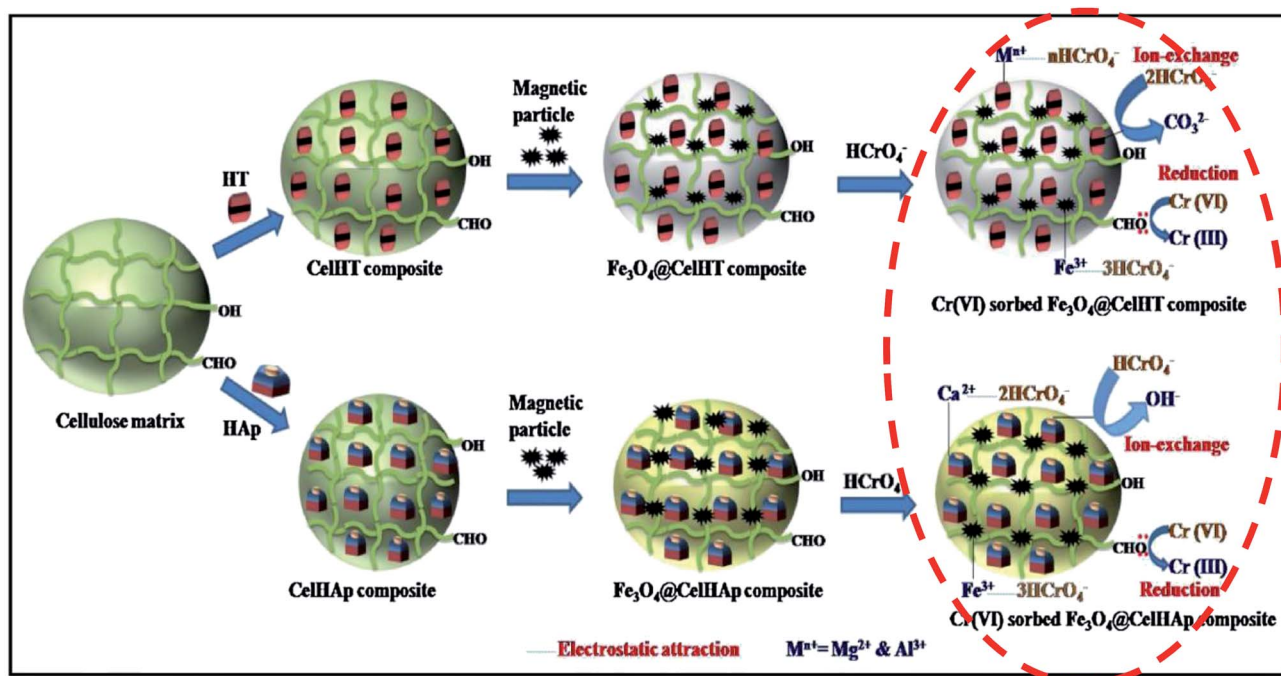 Mⁿ⁺ nHCrO₄⁻
Ion-exchange
2HCrO₄⁻
CO₃²⁻
OH
Reduction
Cr (VI)
CHO
Cr (III)
Fe³⁺ 3HCrO₄⁻
Cr(VI) sorbed Fe₃O₄@CelHT composite
Magnetic
particle
HCrO₄⁻
OH
CHO
Fe₃O₄@CelHT composite
HT
OH
CHO
CelHT composite
OH
CHO
Cellulose matrix
HAp
OH
CHO
CelHAp composite
Magnetic
particle
OH
CHO
Fe₃O₄@CelHAp composite
HCrO₄
Ca²⁺ 2HCrO₄⁻
HCrO₄⁻
OH⁻
Ion-exchange
OH
Cr (VI)
CHO
Cr (III)
Fe³⁺ 3HCrO₄⁻
Reduction
Cr(VI) sorbed Fe₃O₄@CelHAp composite
Electrostatic attraction
Mⁿ⁺= Mg²⁺ & Al³⁺